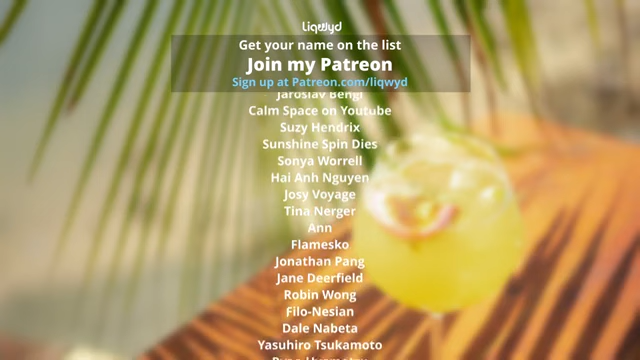 Liqwyd
Get your name on the list
Join my Patreon
Sign up at Patreon.com/liqwyd
Jaroslav Bengl
Calm Space on Youtube
Suzy Hendrix
Sunshine Spin Dies
Sonya Worrell
Hai Anh Nguyen
Josy Voyage
Tina Nerger
Ann
Flamesko
Jonathan Pang
Jane Deerfield
Robin Wong
Filo-Nesian
Dale Nabeta
Yasuhiro Tsukamoto